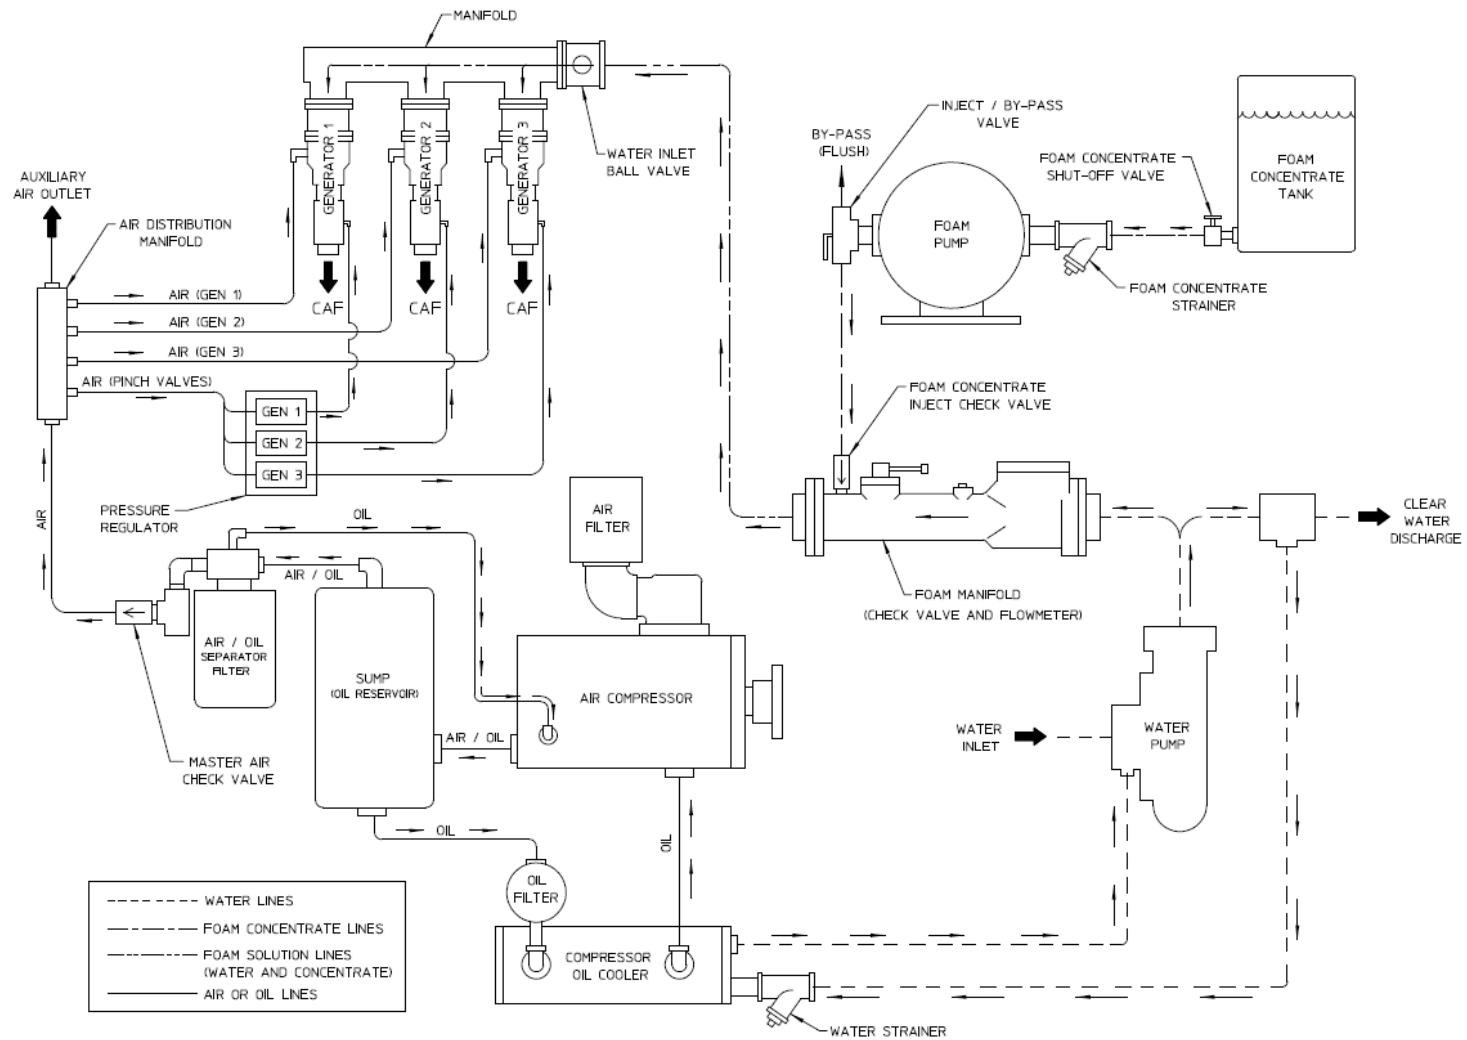 MANIFOLD
GENERATOR 1
GENERATOR 2
GENERATOR 3
WATER INLET
BALL VALVE
CAF
CAF
CAF
AUXILIARY
AIR OUTLET
AIR DISTRIBUTION
MANIFOLD
AIR (GEN 1)
AIR (GEN 2)
AIR (GEN 3)
AIR (PINCH VALVES)
GEN 1
GEN 2
GEN 3
PRESSURE
REGULATOR
AIR
BY-PASS
(FLUSH)
INJECT / BY-PASS
VALVE
FOAM
PUMP
FOAM CONCENTRATE
SHUT-OFF VALVE
FOAM
CONCENTRATE
TANK
FOAM CONCENTRATE
STRAINER
FOAM CONCENTRATE
INJECT CHECK VALVE
FOAM MANIFOLD
(CHECK VALVE AND FLOWMETER)
CLEAR
WATER
DISCHARGE
OIL
AIR / OIL
AIR / OIL
SEPARATOR
FILTER
SUMP
(OIL RESERVOIR)
AIR
FILTER
AIR COMPRESSOR
AIR / OIL
MASTER AIR
CHECK VALVE
OIL
OIL
OIL
FILTER
COMPRESSOR
OIL COOLER
WATER
INLET
WATER
PUMP
WATER STRAINER
WATER LINES
FOAM CONCENTRATE LINES
FOAM SOLUTION LINES
(WATER AND CONCENTRATE)
AIR OR OIL LINES